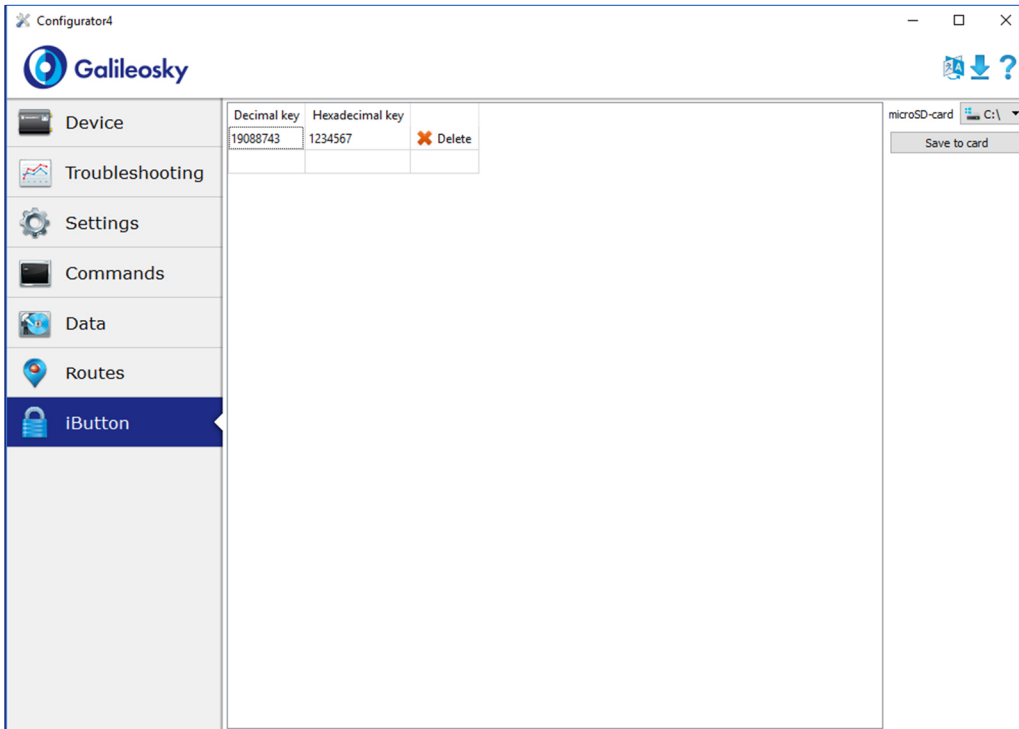 Configurator4
Galileosky
Device
Troubleshooting
Settings
Commands
Data
Routes
iButton
Decimal key Hexadecimal key
19088743 1234567 Delete
microSD-card C:\
Save to card